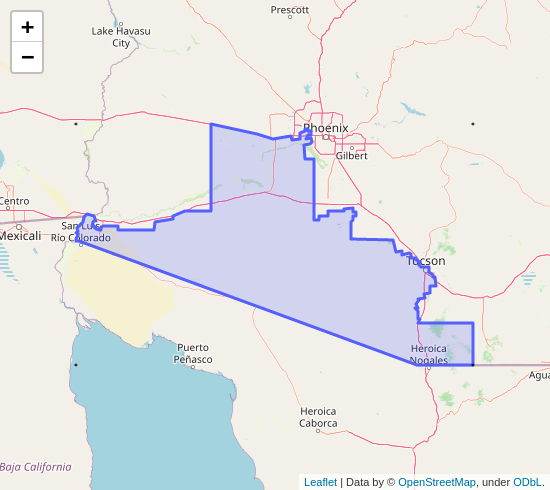 Prescott
+
−
Lake Havasu
City
Phoenix
Gilbert
Centro
San Luis
Río Colorado
Mexicali
Tucson
Puerto
Peñasco
Heroica
Nogales
Agua
Heroica
Caborca
Baja California
Leaflet | Data by © OpenStreetMap, under ODbL.